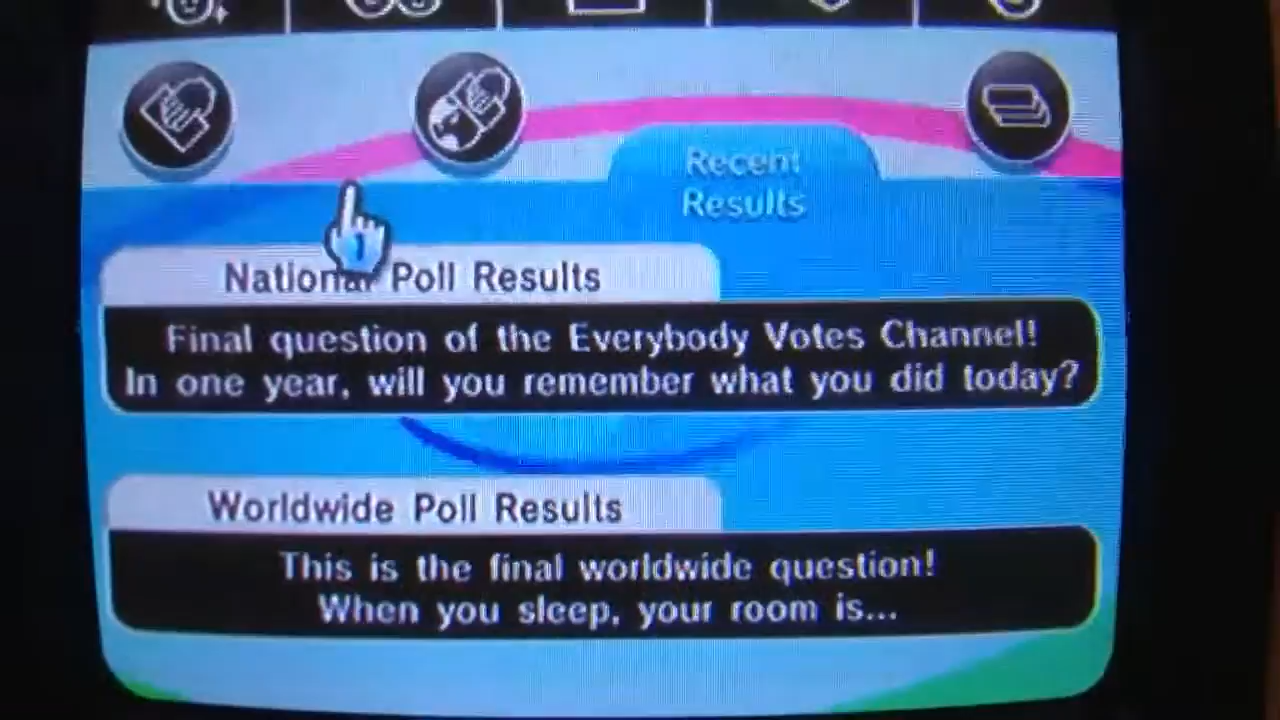 Recent
Results
1
National Poll Results
Final question of the Everybody Votes Channel!
In one year, will you remember what you did today?
Worldwide Poll Results
This is the final worldwide question!
When you sleep, your room is...